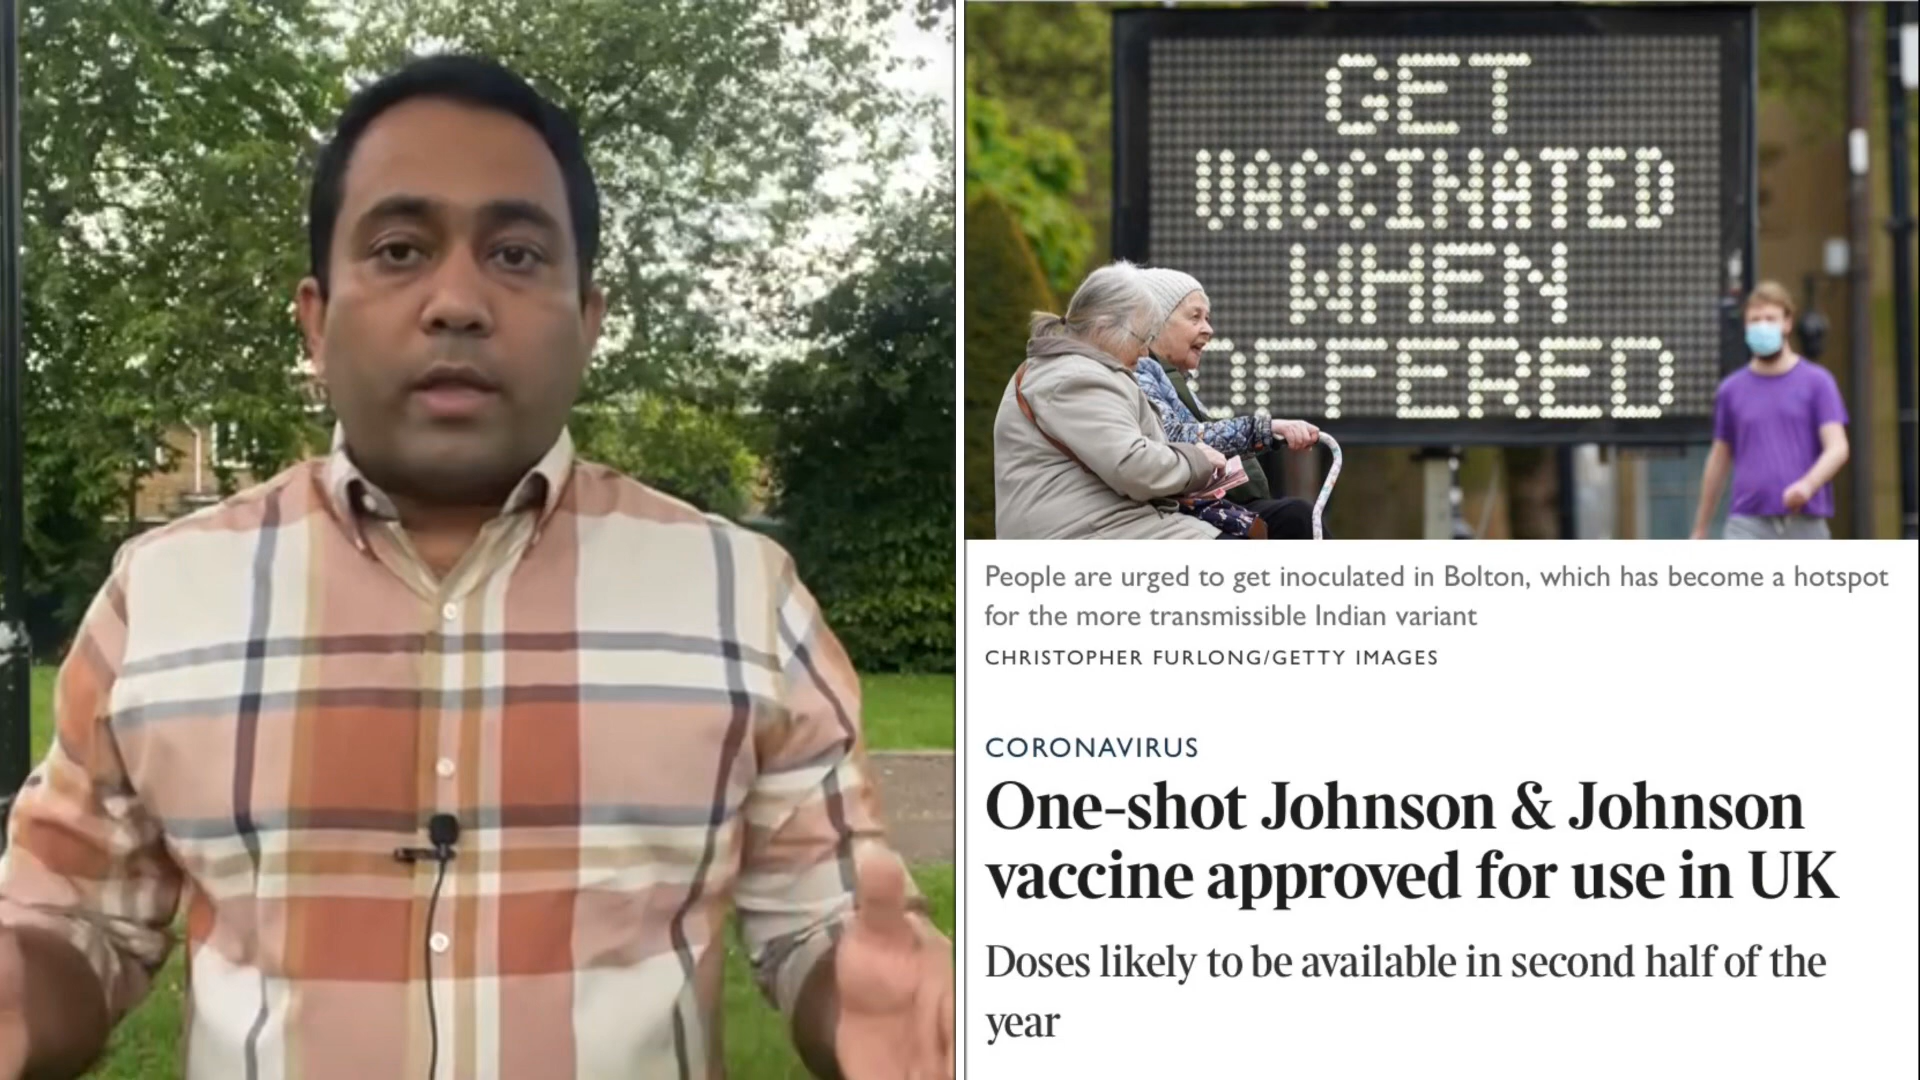 GET
VACCINATED
WHEN
OFFERED
People are urged to get inoculated in Bolton, which has become a hotspot
for the more transmissible Indian variant
CHRISTOPHER FURLONG/GETTY IMAGES
CORONAVIRUS
One-shot Johnson & Johnson
vaccine approved for use in UK
Doses likely to be available in second half of the
year